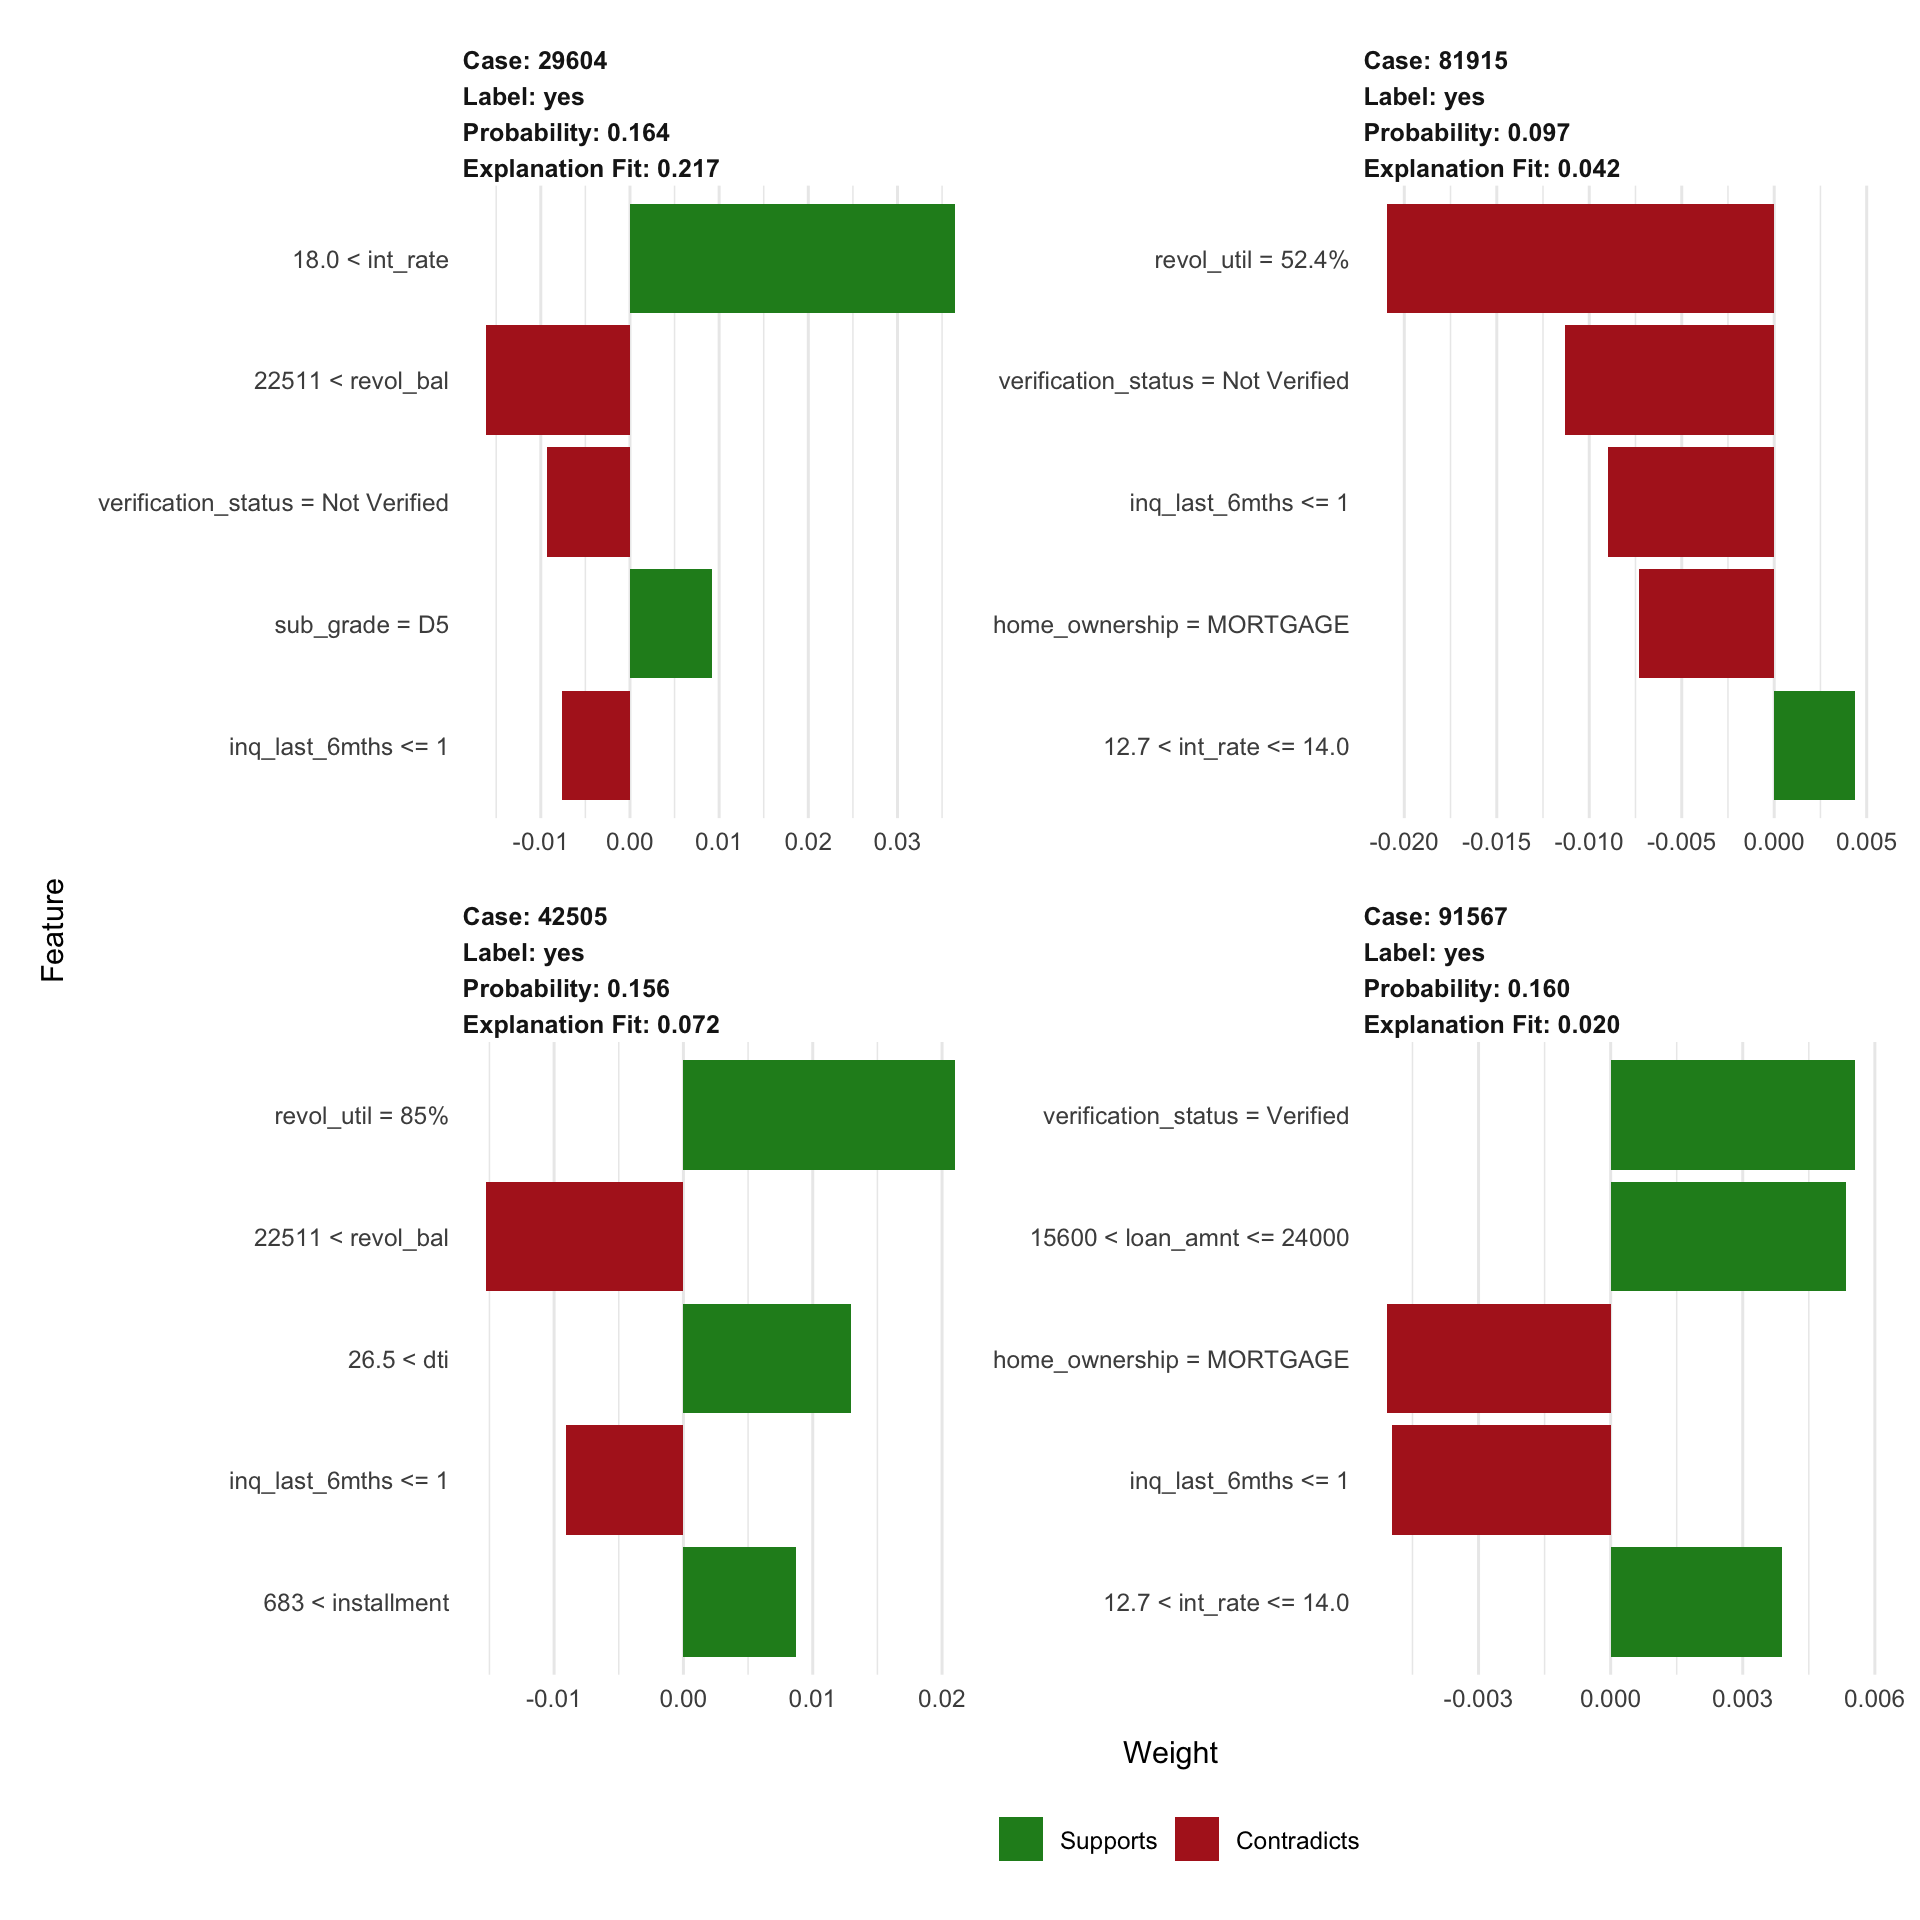 Case: 29604
Label: yes
Probability: 0.164
Explanation Fit: 0.217
18.0 < int_rate
22511 < revol_bal
verification_status = Not Verified
sub_grade = D5
inq_last_6mths <= 1
-0.01 0.00 0.01 0.02 0.03
Case: 81915
Label: yes
Probability: 0.097
Explanation Fit: 0.042
revol_util = 52.4%
verification_status = Not Verified
inq_last_6mths <= 1
home_ownership = MORTGAGE
12.7 < int_rate <= 14.0
-0.020 -0.015 -0.010 -0.005 0.000 0.005
Feature
Case: 42505
Label: yes
Probability: 0.156
Explanation Fit: 0.072
revol_util = 85%
22511 < revol_bal
26.5 < dti
inq_last_6mths <= 1
683 < installment
-0.01 0.00 0.01 0.02
Case: 91567
Label: yes
Probability: 0.160
Explanation Fit: 0.020
verification_status = Verified
15600 < loan_amnt <= 24000
home_ownership = MORTGAGE
inq_last_6mths <= 1
12.7 < int_rate <= 14.0
-0.003 0.000 0.003 0.006
Weight
Supports Contradicts